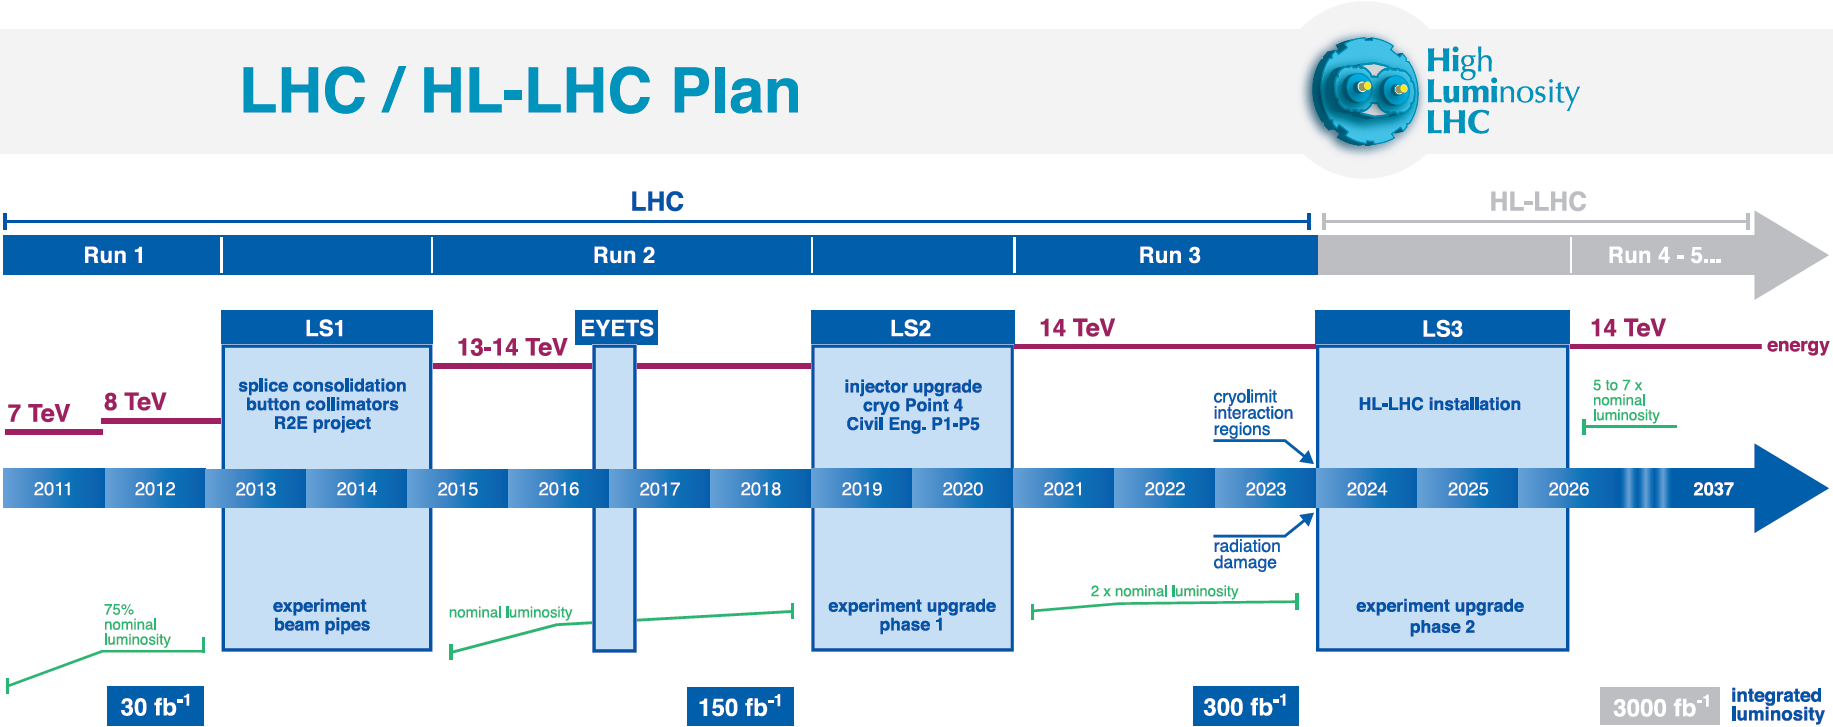 LHC / HL-LHC Plan
High
Luminosity
LHC
LHC
HL-LHC
Run 1
Run 2
Run 3
Run 4 - 5...
LS1
EYETS
LS2
14 TeV
LS3
14 TeV
energy
13-14 TeV
7 TeV
8 TeV
splice consolidation
button collimators
R2E project
injector upgrade
cryo Point 4
Civil Eng. P1-P5
cryolimit
interaction
regions
HL-LHC installation
5 to 7 x
nominal
luminosity
2011
2012
2013
2014
2015
2016
2017
2018
2019
2020
2021
2022
2023
2024
2025
2026
2037
radiation
damage
75%
nominal
luminosity
experiment
beam pipes
nominal luminosity
experiment upgrade
phase 1
2 x nominal luminosity
experiment upgrade
phase 2
30 fb⁻¹
150 fb⁻¹
300 fb⁻¹
3000 fb⁻¹
integrated
luminosity